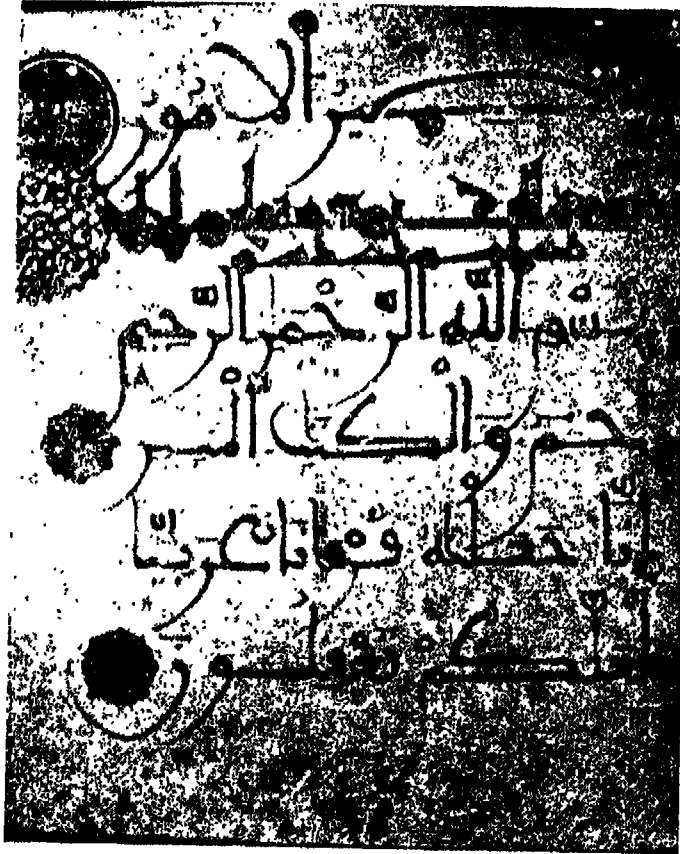 تصير الامور
بسم الله الرحمن الرحيم
حم والكتب المبين
انا جعلنه قرانا عربيا
لعلكم تعقلون